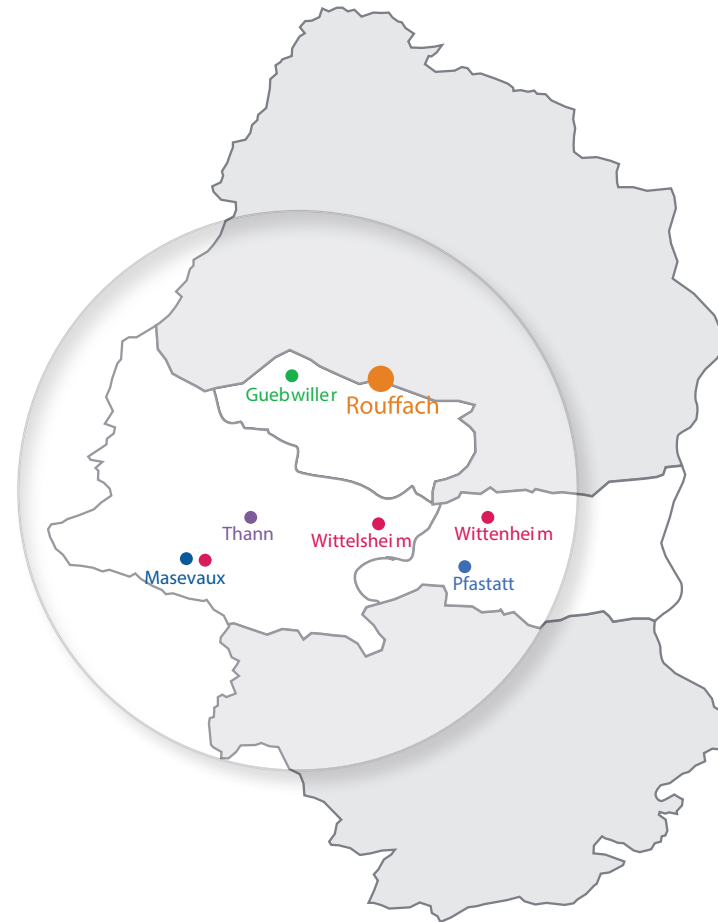 Guebwiller
Rouffach
Thann
Wittelsheim
Wittenheim
Masevaux
Pfastatt